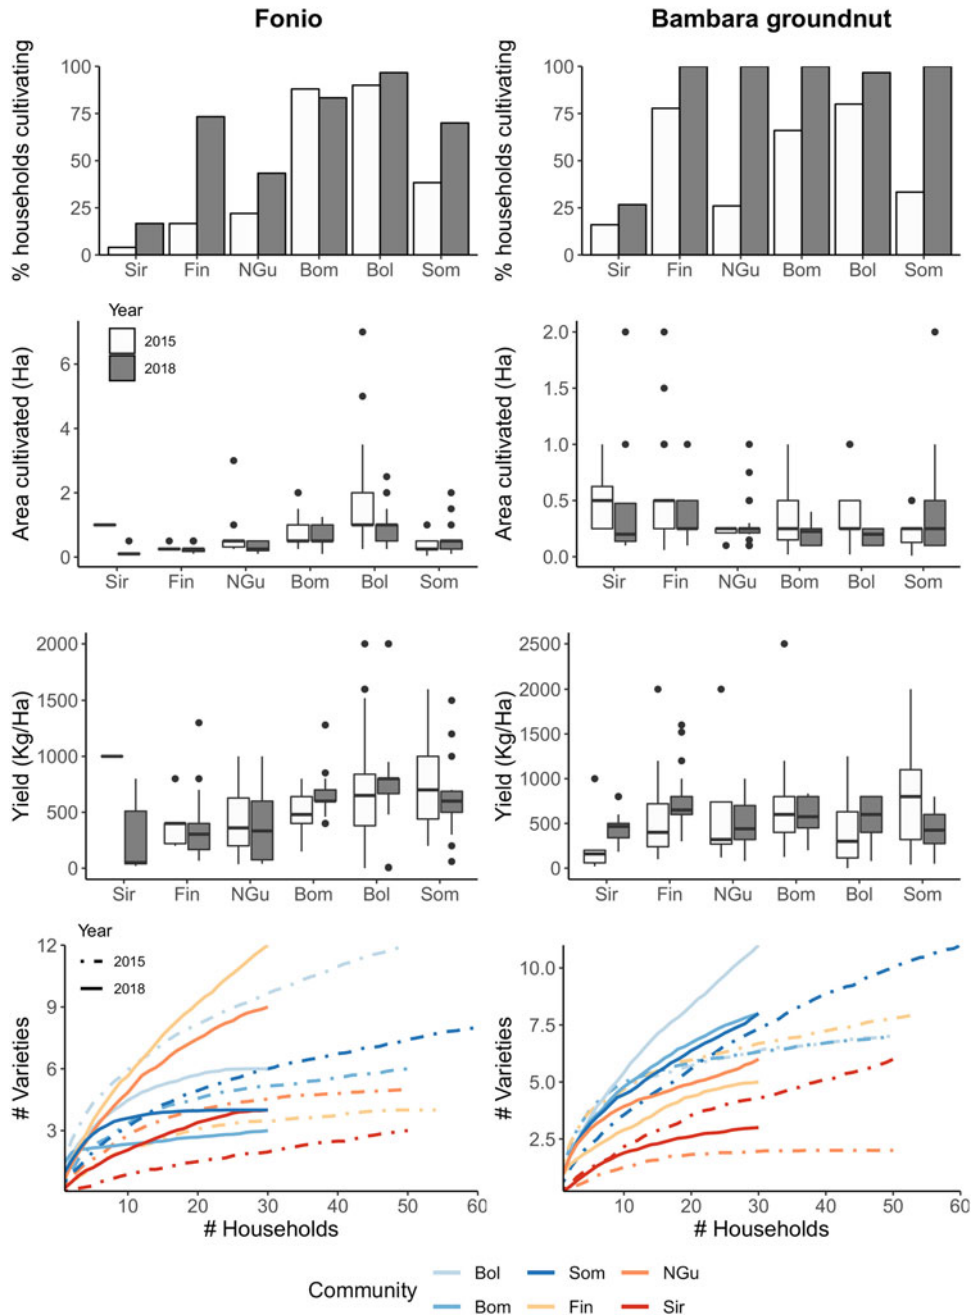 Fonio
Bambara groundnut
% households cultivating
100
75
50
25
0
Sir Fin NGu Bom Bol Som
% households cultivating
100
75
50
25
0
Sir Fin NGu Bom Bol Som
Area cultivated (Ha)
Year
2015
2018
6
4
2
0
Sir Fin NGu Bom Bol Som
Area cultivated (Ha)
2.0
1.5
1.0
0.5
0.0
Sir Fin NGu Bom Bol Som
Yield (Kg/Ha)
2000
1500
1000
500
0
Sir Fin NGu Bom Bol Som
Yield (Kg/Ha)
2500
2000
1500
1000
500
0
Sir Fin NGu Bom Bol Som
# Varieties
Year
2015
2018
12
9
6
3
10 20 30 40 50 60
# Households
# Varieties
10.0
7.5
5.0
2.5
10 20 30 40 50 60
# Households
Community
Bol Som NGu
Bom Fin Sir